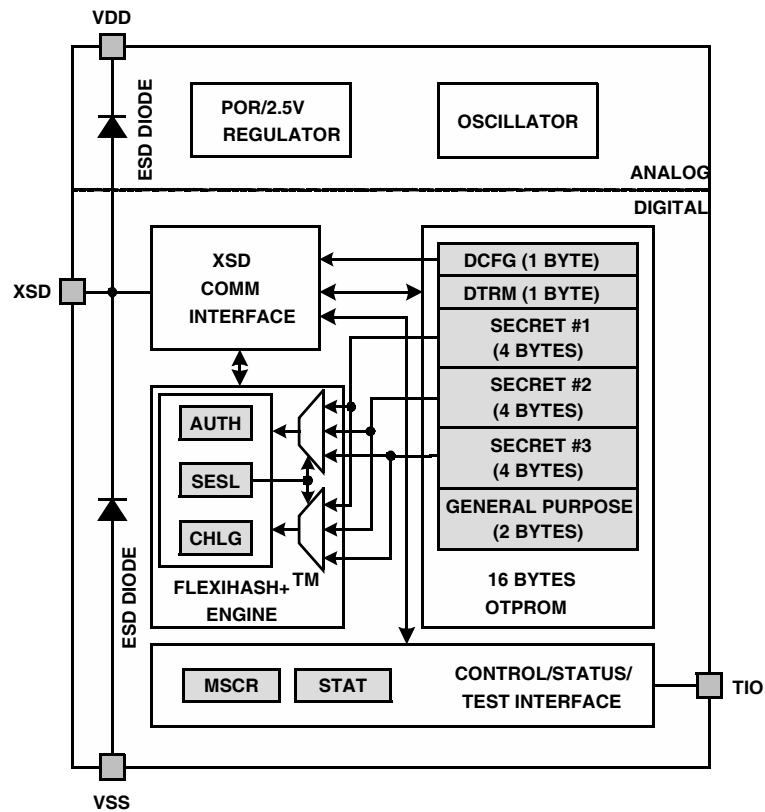 VDD
ESD DIODE
POR/2.5V
REGULATOR
OSCILLATOR
ANALOG
DIGITAL
XSD
XSD
COMM
INTERFACE
DCFG (1 BYTE)
DTRM (1 BYTE)
SECRET #1
(4 BYTES)
SECRET #2
(4 BYTES)
SECRET #3
(4 BYTES)
GENERAL PURPOSE
(2 BYTES)
16 BYTES
OTPROM
AUTH
SESL
CHLG
FLEXIHASH+ TM
ENGINE
ESD DIODE
MSCR
STAT
CONTROL/STATUS/
TEST INTERFACE
TIO
VSS